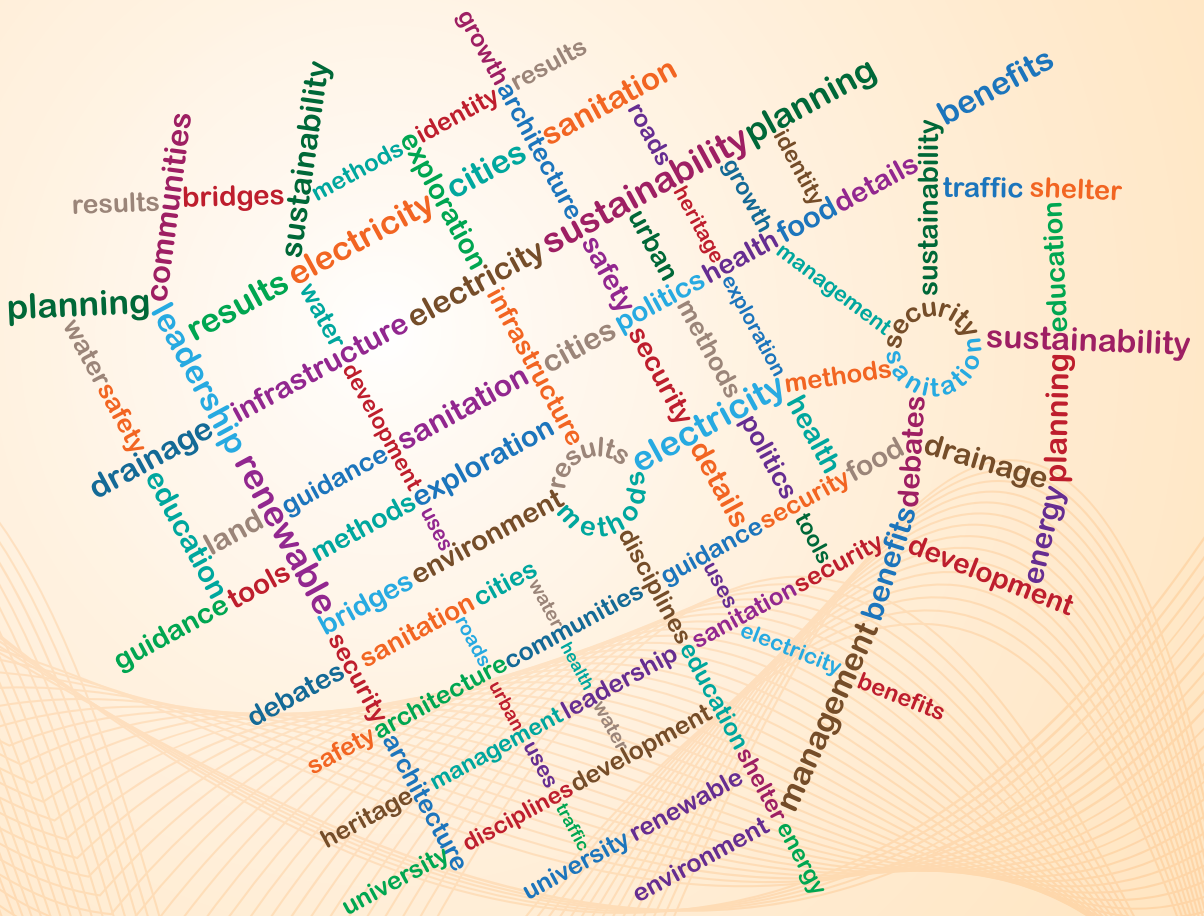 growth
architecture
safety
security
details
results
identity
methods
communities
bridges
results
sustainability
exploration
infrastructure
sanitation
cities
electricity
results
roads
heritage
exploration
health
planning
sustainability
electricity
infrastructure
drainage
identity
growth
management
urban
methods
politics
tools
benefits
sustainability
traffic shelter
education
planning
energy
details
food
health
politics
cities
sanitation
guidance
land
planning
water
safety
education
leadership
renewable
security
architecture
water
development
uses
security
sanitation
sustainability
methods
electricity
results
methods
exploration
methods
tools
guidance
environment
bridges
debates
benefits
management
drainage
food
security
guidance
communities
architecture
safety
disciplines
education
shelter
energy
development
security
sanitation
leadership
management
heritage
uses
electricity
benefits
cities
sanitation
debates
water
health
water
roads
urban
uses
traffic
development
disciplines
university
renewable
university
environment